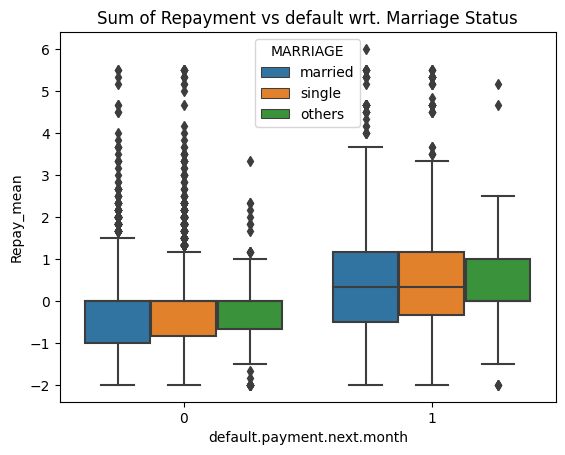 Sum of Repayment vs default wrt. Marriage Status
MARRIAGE
married
single
others
Repay_mean
6
5
4
3
2
1
0
−1
−2
0 1
default.payment.next.month